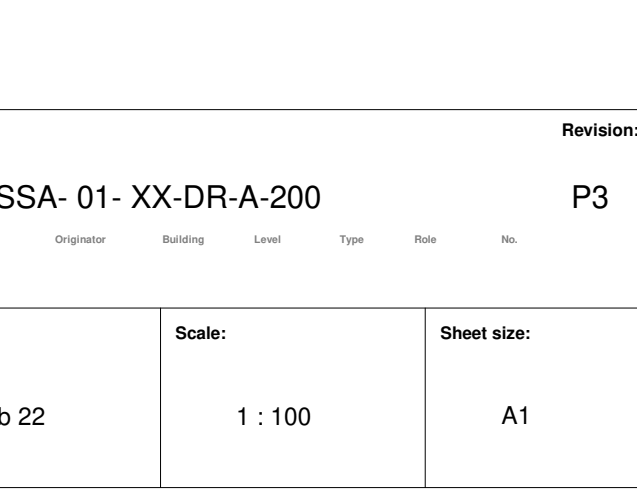 Revision:
SSA- 01- XX-DR-A-200 P3
Originator Building Level Type Role No.
Scale: Sheet size:
b 22 1 : 100 A1